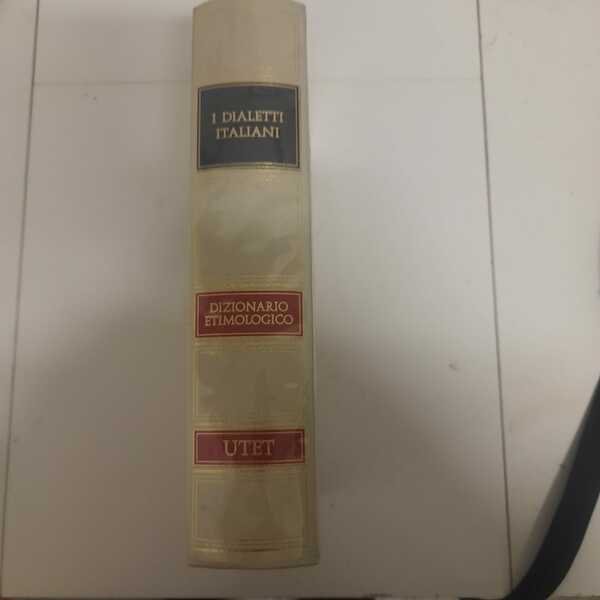 I DIALETTI
ITALIANI
DIZIONARIO
ETIMOLOGICO
UTET